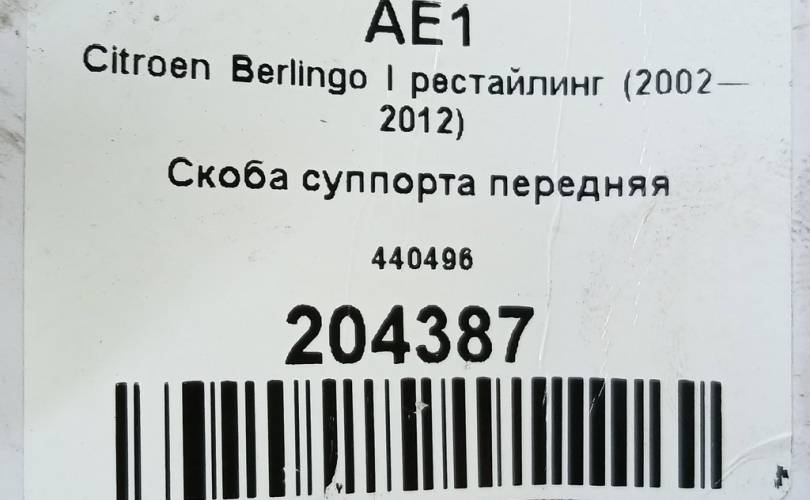 AE1
Citroen Berlingo I рестайлинг (2002—
2012)
Скоба суппорта передняя
440496
204387